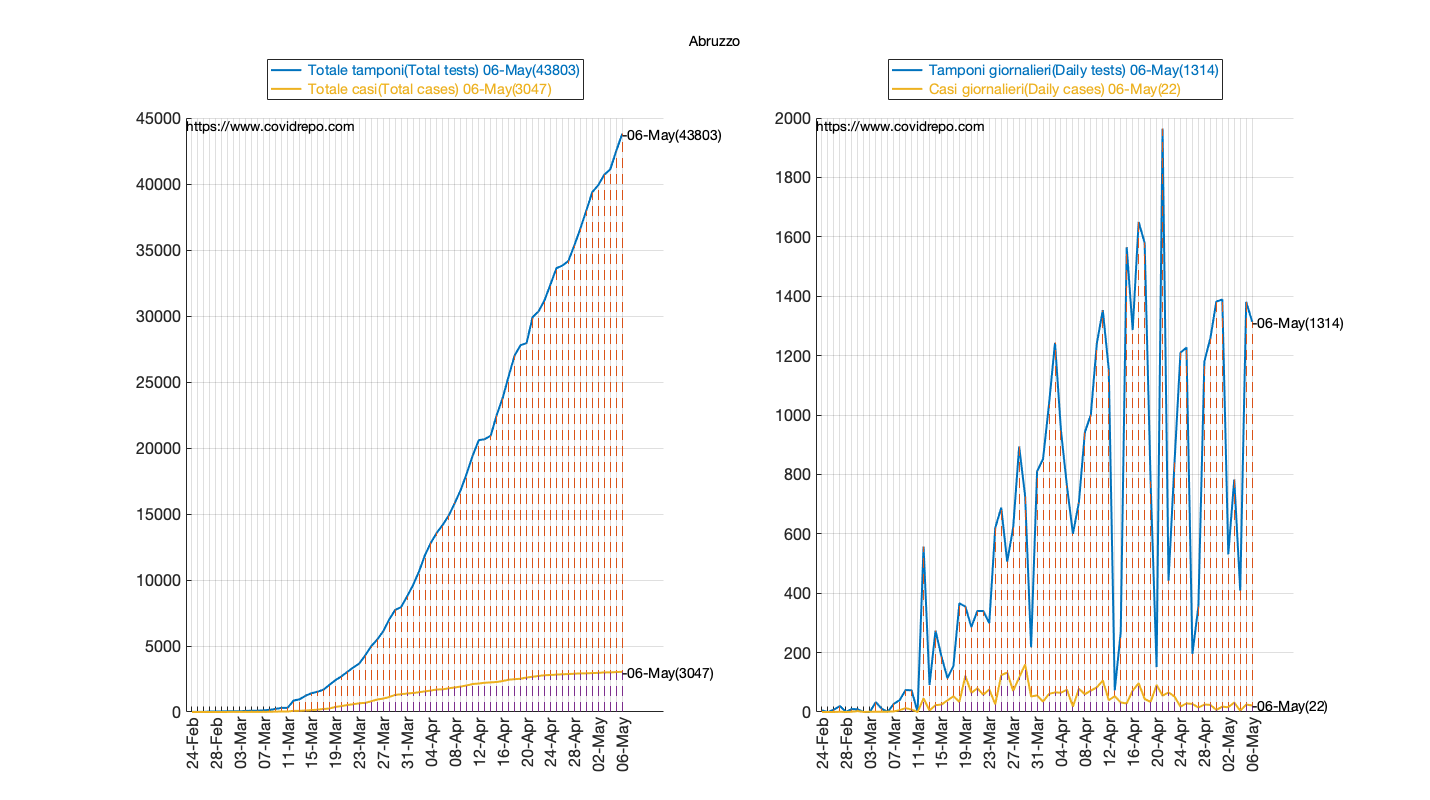 Abruzzo
Totale tamponi(Total tests) 06-May(43803)
Totale casi(Total cases) 06-May(3047)
https://www.covidrepo.com
06-May(43803)
06-May(3047)
45000
40000
35000
30000
25000
20000
15000
10000
5000
0
24-Feb
28-Feb
03-Mar
07-Mar
11-Mar
15-Mar
19-Mar
23-Mar
27-Mar
31-Mar
04-Apr
08-Apr
12-Apr
16-Apr
20-Apr
24-Apr
28-Apr
02-May
06-May
Tamponi giornalieri(Daily tests) 06-May(1314)
Casi giornalieri(Daily cases) 06-May(22)
https://www.covidrepo.com
06-May(1314)
06-May(22)
2000
1800
1600
1400
1200
1000
800
600
400
200
0
24-Feb
28-Feb
03-Mar
07-Mar
11-Mar
15-Mar
19-Mar
23-Mar
27-Mar
31-Mar
04-Apr
08-Apr
12-Apr
16-Apr
20-Apr
24-Apr
28-Apr
02-May
06-May